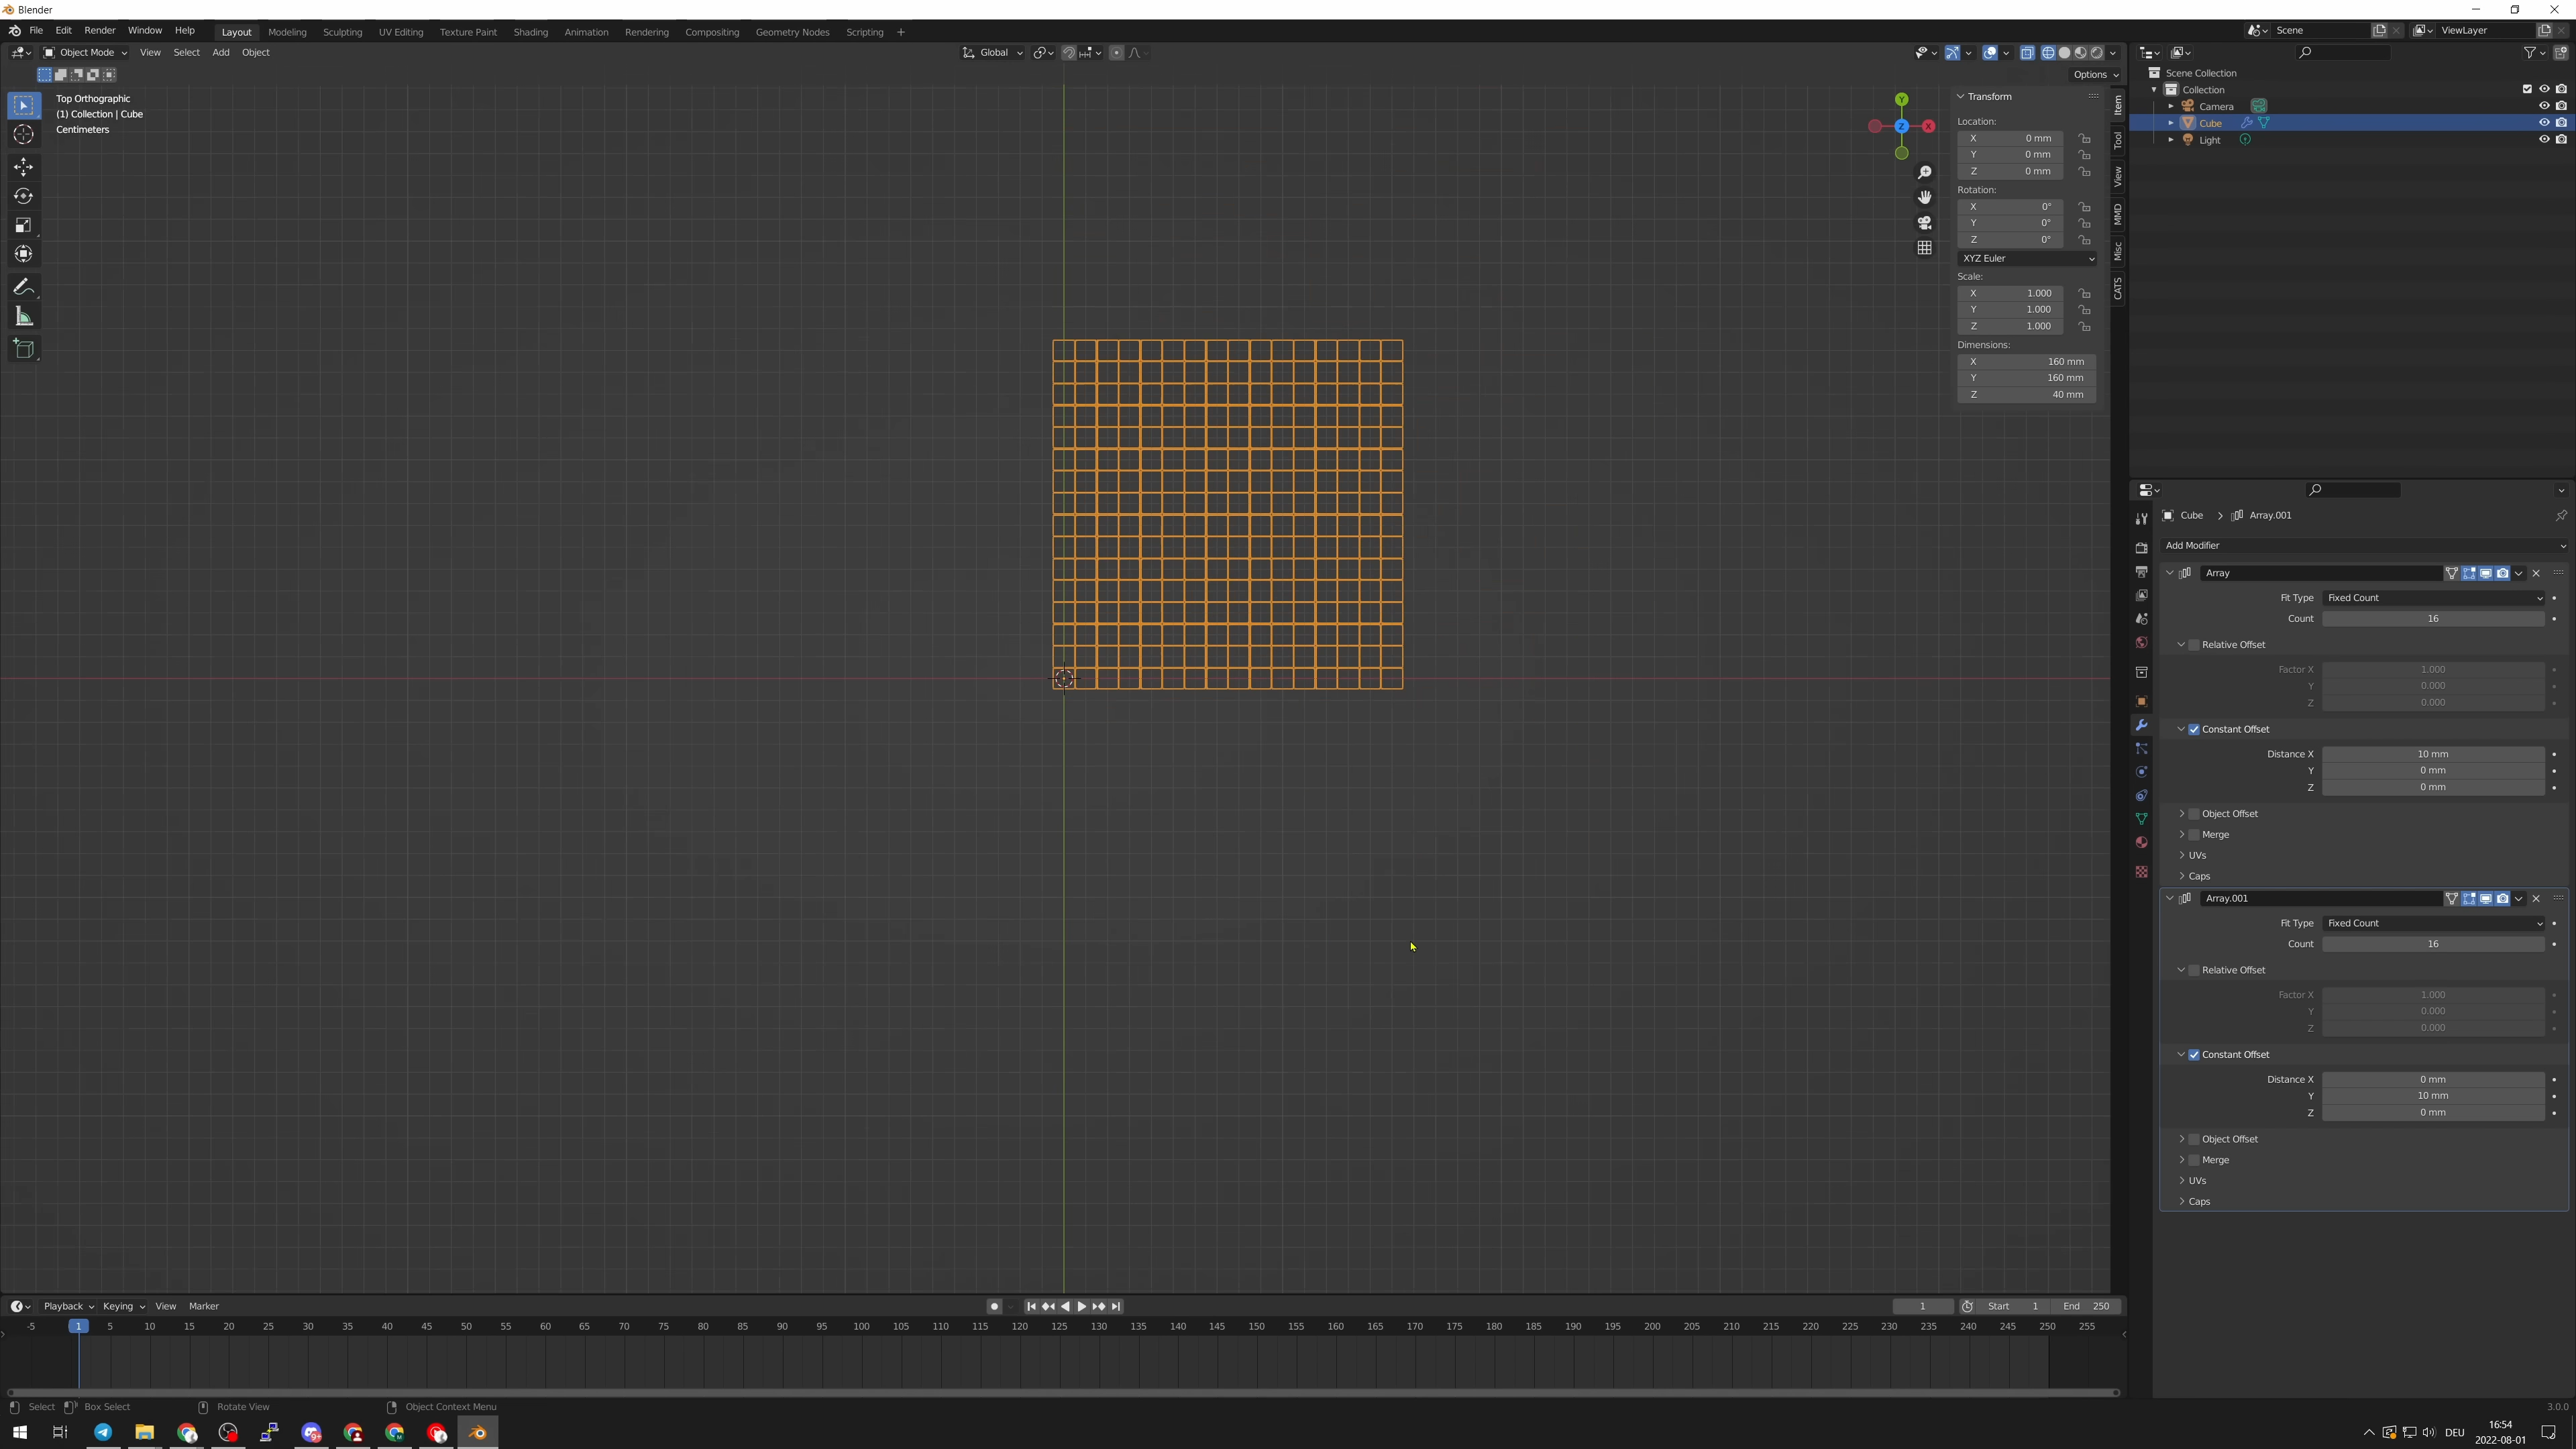 Blender
File Edit Render Window Help Layout Modeling Sculpting UV Editing Texture Paint Shading Animation Rendering Compositing Geometry Nodes Scripting + Scene ViewLayer
Object Mode View Select Add Object Global
Options
Top Orthographic
(1) Collection | Cube
Centimeters
Y
Z
X
Transform
Location:
X 0 mm
Y 0 mm
Z 0 mm
Rotation:
X 0°
Y 0°
Z 0°
XYZ Euler
Scale:
X 1.000
Y 1.000
Z 1.000
Dimensions:
X 160 mm
Y 160 mm
Z 40 mm
Item
Tool
View
MMD
Misc
CATS
Scene Collection
Collection
Camera
Cube
Light
Cube > Array.001
Add Modifier
Array
Fit Type Fixed Count
Count 16
Relative Offset
Factor X 1.000
Y 0.000
Z 0.000
Constant Offset
Distance X 10 mm
Y 0 mm
Z 0 mm
Object Offset
Merge
UVs
Caps
Array.001
Fit Type Fixed Count
Count 16
Relative Offset
Factor X 1.000
Y 0.000
Z 0.000
Constant Offset
Distance X 0 mm
Y 10 mm
Z 0 mm
Object Offset
Merge
UVs
Caps
Playback Keying View Marker 1 Start 1 End 250
-5 1 5 10 15 20 25 30 35 40 45 50 55 60 65 70 75 80 85 90 95 100 105 110 115 120 125 130 135 140 145 150 155 160 165 170 175 180 185 190 195 200 205 210 215 220 225 230 235 240 245 250 255
Select Box Select Rotate View Object Context Menu 3.0.0
DEU
16:54
2022-08-01